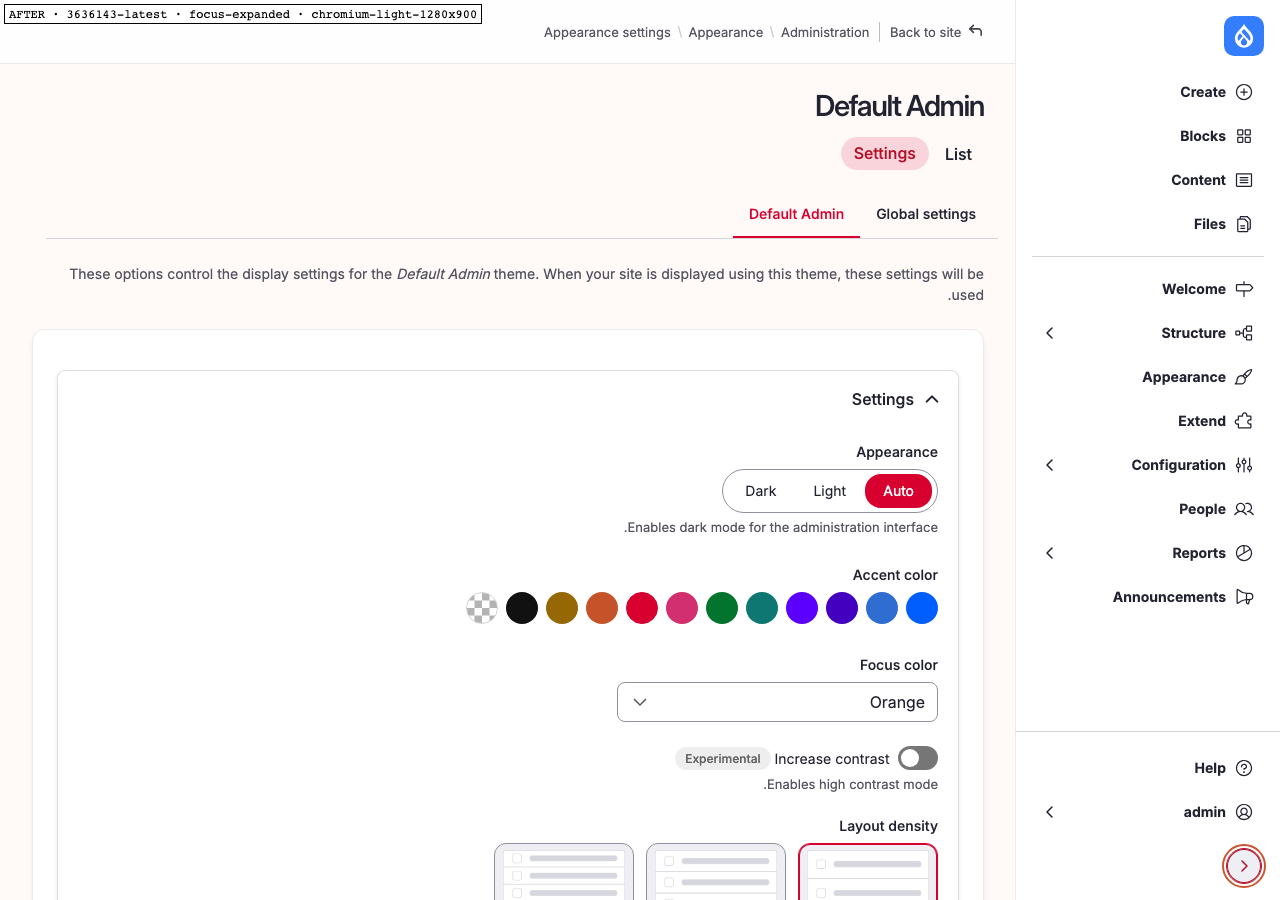 AFTER · 3636143-latest · focus-expanded · chromium-light-1280x900
Back to site
Administration \ Appearance \ Appearance settings
Default Admin
Settings
List
Default Admin
Global settings
These options control the display settings for the Default Admin theme. When your site is displayed using this theme, these settings will be
.used
Settings
Appearance
Auto
Light
Dark
.Enables dark mode for the administration interface
Accent color
Focus color
Orange
Increase contrast
Experimental
.Enables high contrast mode
Layout density
Create
Blocks
Content
Files
Welcome
Structure
Appearance
Extend
Configuration
People
Reports
Announcements
Help
admin